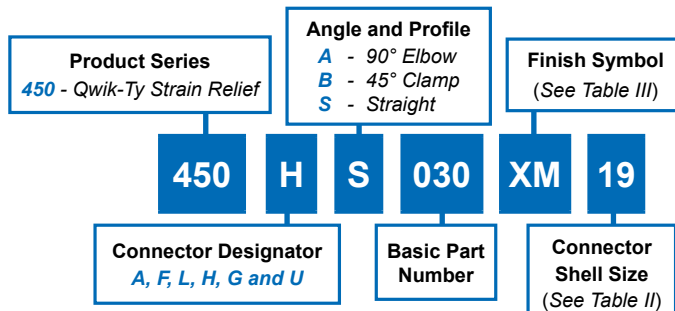 Product Series
450 - Qwik-Ty Strain Relief
Angle and Profile
A - 90° Elbow
B - 45° Clamp
S - Straight
Finish Symbol
(See Table III)
450 H S 030 XM 19
Connector Designator
A, F, L, H, G and U
Basic Part
Number
Connector
Shell Size
(See Table II)